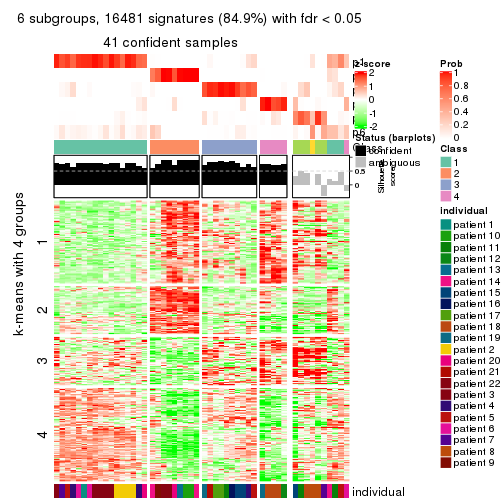 6 subgroups, 16481 signatures (84.9%) with fdr < 0.05
41 confident samples
k-means with 4 groups
1
2
3
4
individual
z-score
2
1
0
-1
-2
Status (barplots)
confident
ambiguous
0.5
0
Silhouette
score
Prob
1
0.8
0.6
0.4
0.2
0
Class
1
2
3
4
individual
patient 1
patient 10
patient 11
patient 12
patient 13
patient 14
patient 15
patient 16
patient 17
patient 18
patient 19
patient 2
patient 20
patient 21
patient 22
patient 3
patient 4
patient 5
patient 6
patient 7
patient 8
patient 9